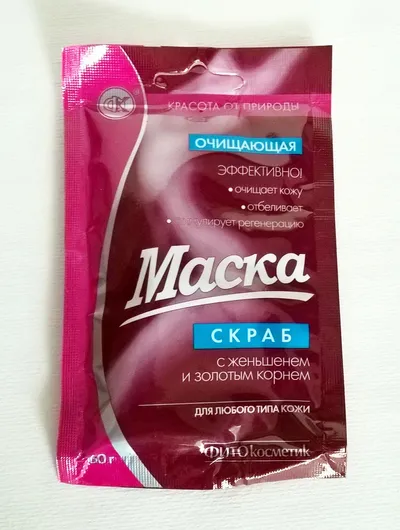 ФК
КРАСОТА ОТ ПРИРОДЫ
ОЧИЩАЮЩАЯ
ЭФФЕКТИВНО!
• очищает кожу
• отбеливает
• регенерацию
Маска
СКРАБ
С ЖЕНЬШЕНЕМ
И ЗОЛОТЫМ КОРНЕМ
ДЛЯ ЛЮБОГО ТИПА КОЖИ
ФИТОкосметик
60 г